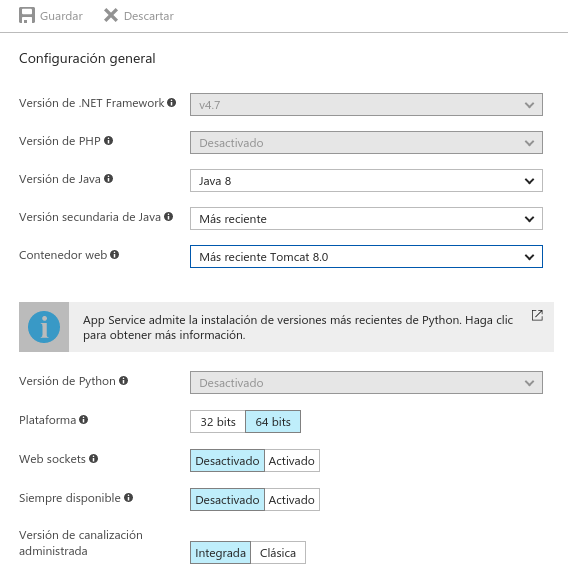 Guardar Descartar
Configuración general
Versión de .NET Framework v4.7
Versión de PHP Desactivado
Versión de Java Java 8
Versión secundaria de Java Más reciente
Contenedor web Más reciente Tomcat 8.0
App Service admite la instalación de versiones más recientes de Python. Haga clic
para obtener más información.
Versión de Python Desactivado
Plataforma 32 bits 64 bits
Web sockets Desactivado Activado
Siempre disponible Desactivado Activado
Versión de canalización
administrada Integrada Clásica